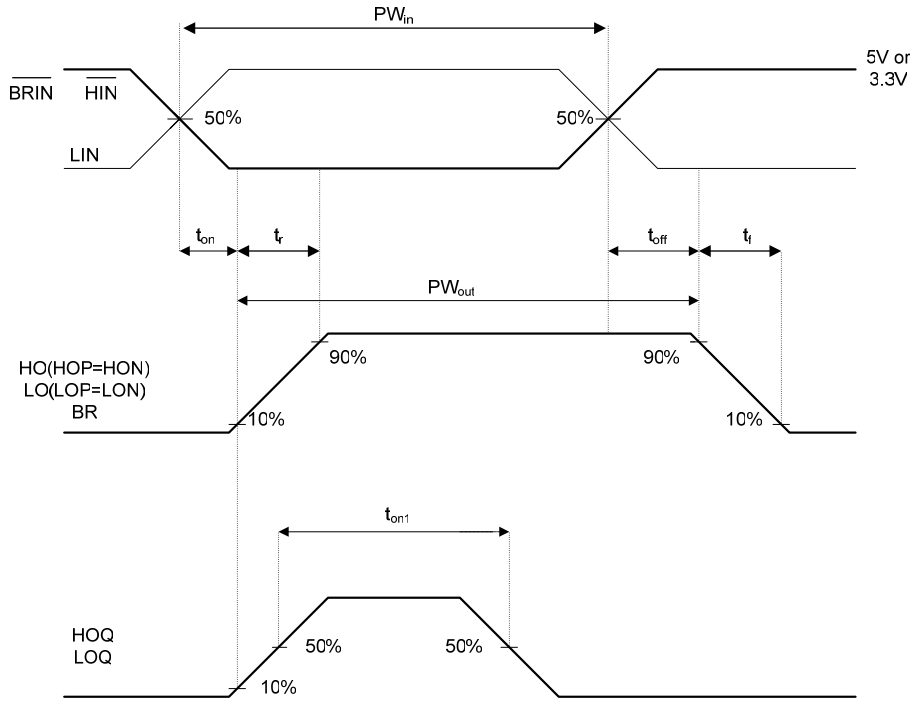 PWin
5V or
3.3V
BRIN HIN
50% 50%
LIN
ton tr toff tf
PWout
HO(HOP=HON)
LO(LOP=LON)
BR
90% 90%
10% 10%
ton1
HOQ
LOQ
50% 50%
10%